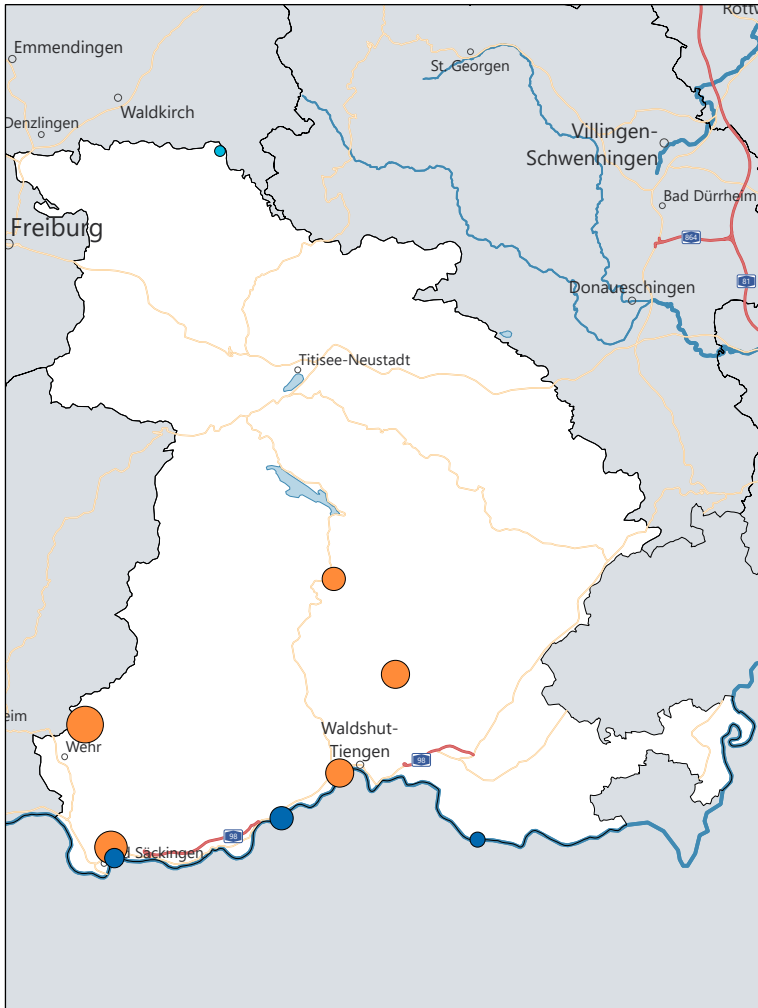 Rottw
Emmendingen
St. Georgen
Waldkirch
Denzlingen
Villingen-
Schwenningen
Bad Dürrheim
Freiburg
864
81
Donaueschingen
Titisee-Neustadt
eim
Wehr
Waldshut-
Tiengen
98
98
d Säckingen